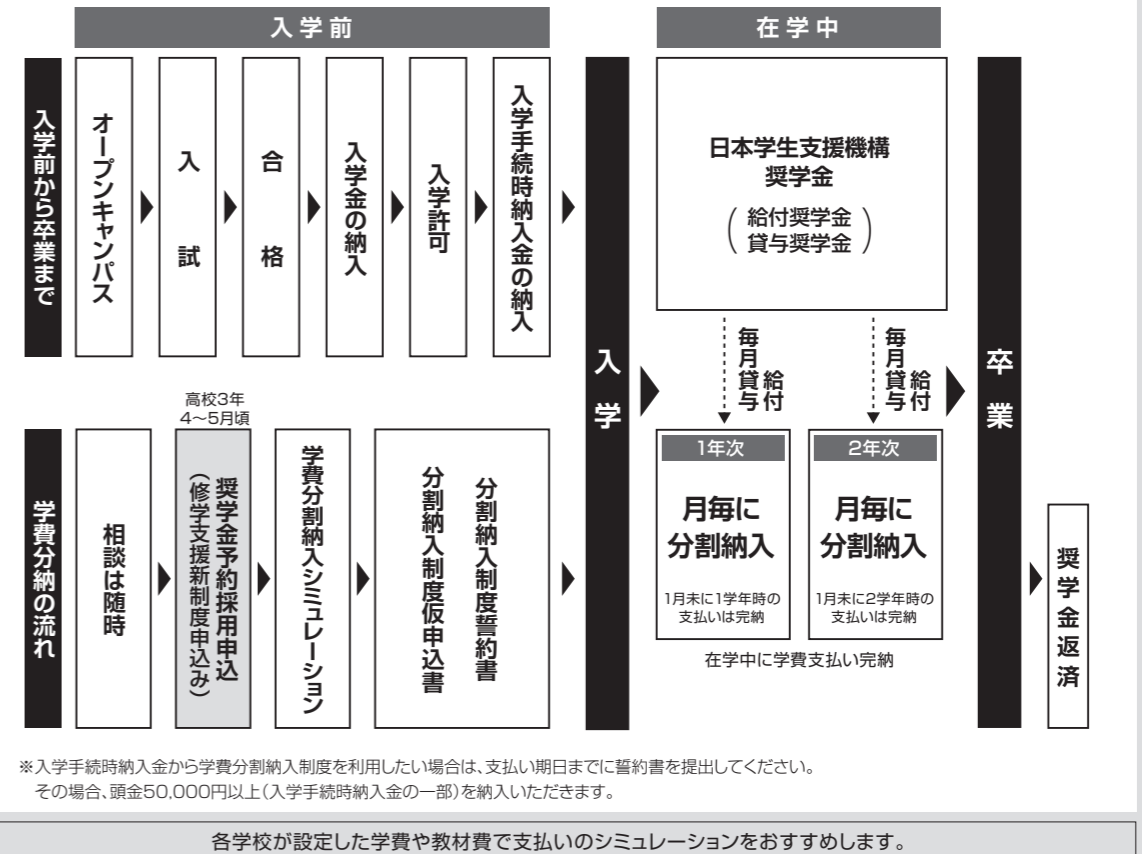 入学前
在学中
入学前から卒業まで
オープンキャンパス
入試
合格
入学金の納入
入学許可
入学手続時納入金の納入
入学
日本学生支援機構
奨学金
給付奨学金
貸与奨学金
毎月貸与
給付
毎月貸与
給付
卒業
学費分納の流れ
相談は随時
高校3年
4~5月頃
奨学金予約採用申込
(修学支援新制度申込み)
学費分割納入シミュレーション
分割納入制度誓約書
分割納入制度仮申込書
1年次
月毎に
分割納入
1月末に1学年時の
支払いは完納
2年次
月毎に
分割納入
1月末に2学年時の
支払いは完納
在学中に学費支払い完納
奨学金返済
※入学手続時納入金から学費分割納入制度を利用したい場合は、支払い期日までに誓約書を提出してください。
その場合、頭金50,000円以上(入学手続時納入金の一部)を納入いただきます。
各学校が設定した学費や教材費で支払いのシミュレーションをおすすめします。